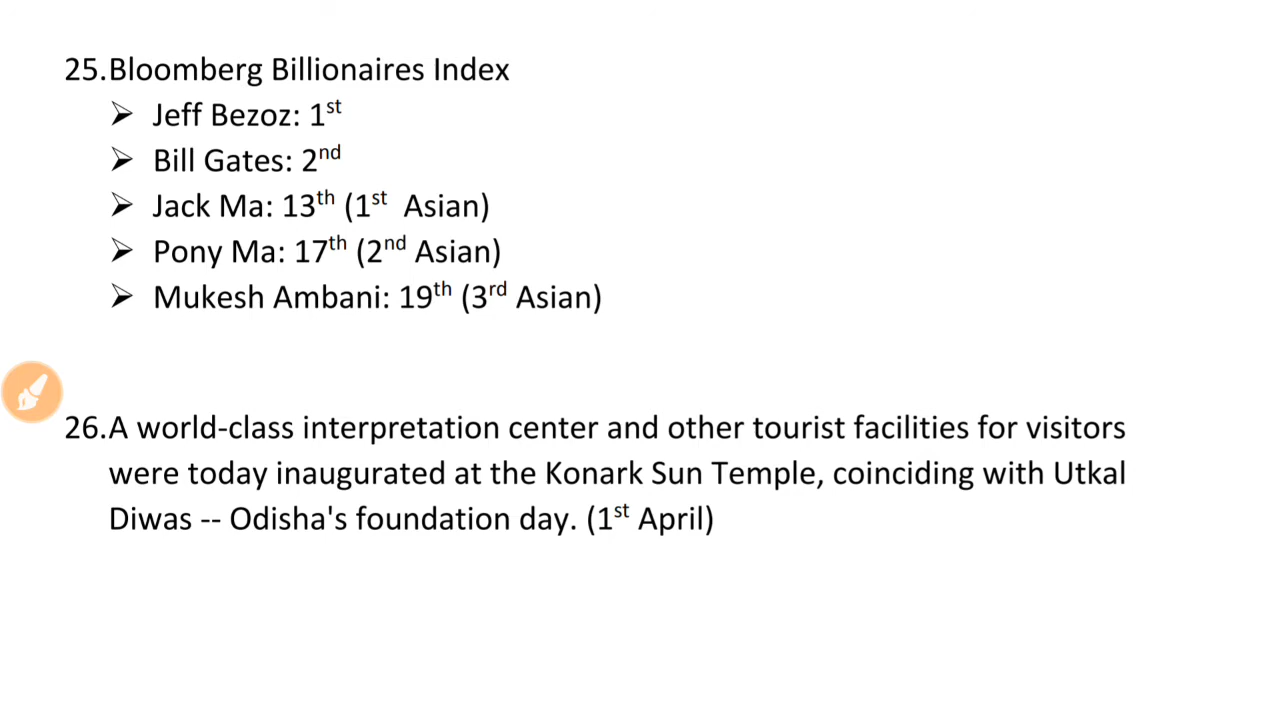 25.Bloomberg Billionaires Index
➢ Jeff Bezoz: 1st
➢ Bill Gates: 2nd
➢ Jack Ma: 13th (1st Asian)
➢ Pony Ma: 17th (2nd Asian)
➢ Mukesh Ambani: 19th (3rd Asian)
26.A world-class interpretation center and other tourist facilities for visitors
were today inaugurated at the Konark Sun Temple, coinciding with Utkal
Diwas -- Odisha's foundation day. (1st April)